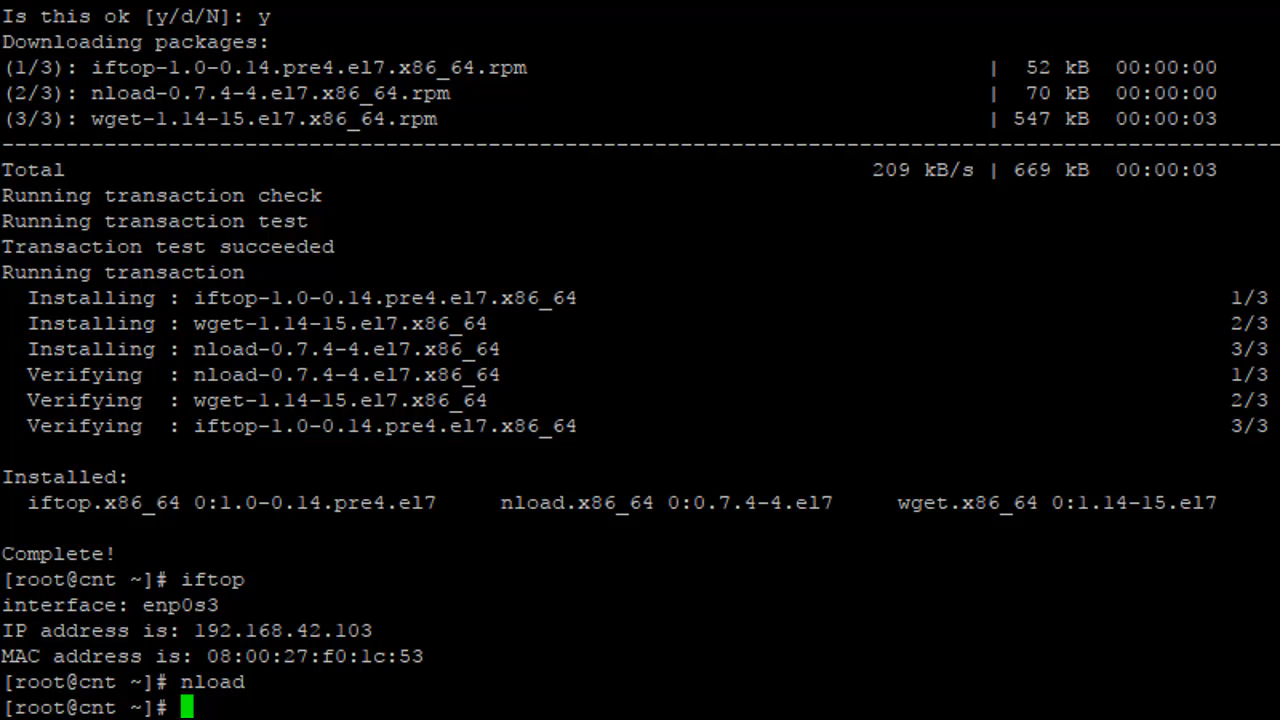 Is this ok [y/d/N]: y
Downloading packages:
(1/3): iftop-1.0-0.14.pre4.el7.x86_64.rpm | 52 kB 00:00:00
(2/3): nload-0.7.4-4.el7.x86_64.rpm | 70 kB 00:00:00
(3/3): wget-1.14-15.el7.x86_64.rpm | 547 kB 00:00:03
--------------------------------------------------------------------------------
Total 209 kB/s | 669 kB 00:00:03
Running transaction check
Running transaction test
Transaction test succeeded
Running transaction
Installing : iftop-1.0-0.14.pre4.el7.x86_64 1/3
Installing : wget-1.14-15.el7.x86_64 2/3
Installing : nload-0.7.4-4.el7.x86_64 3/3
Verifying : nload-0.7.4-4.el7.x86_64 1/3
Verifying : wget-1.14-15.el7.x86_64 2/3
Verifying : iftop-1.0-0.14.pre4.el7.x86_64 3/3
Installed:
iftop.x86_64 0:1.0-0.14.pre4.el7 nload.x86_64 0:0.7.4-4.el7 wget.x86_64 0:1.14-15.el7
Complete!
[root@cnt ~]# iftop
interface: enp0s3
IP address is: 192.168.42.103
MAC address is: 08:00:27:f0:1c:53
[root@cnt ~]# nload
[root@cnt ~]#